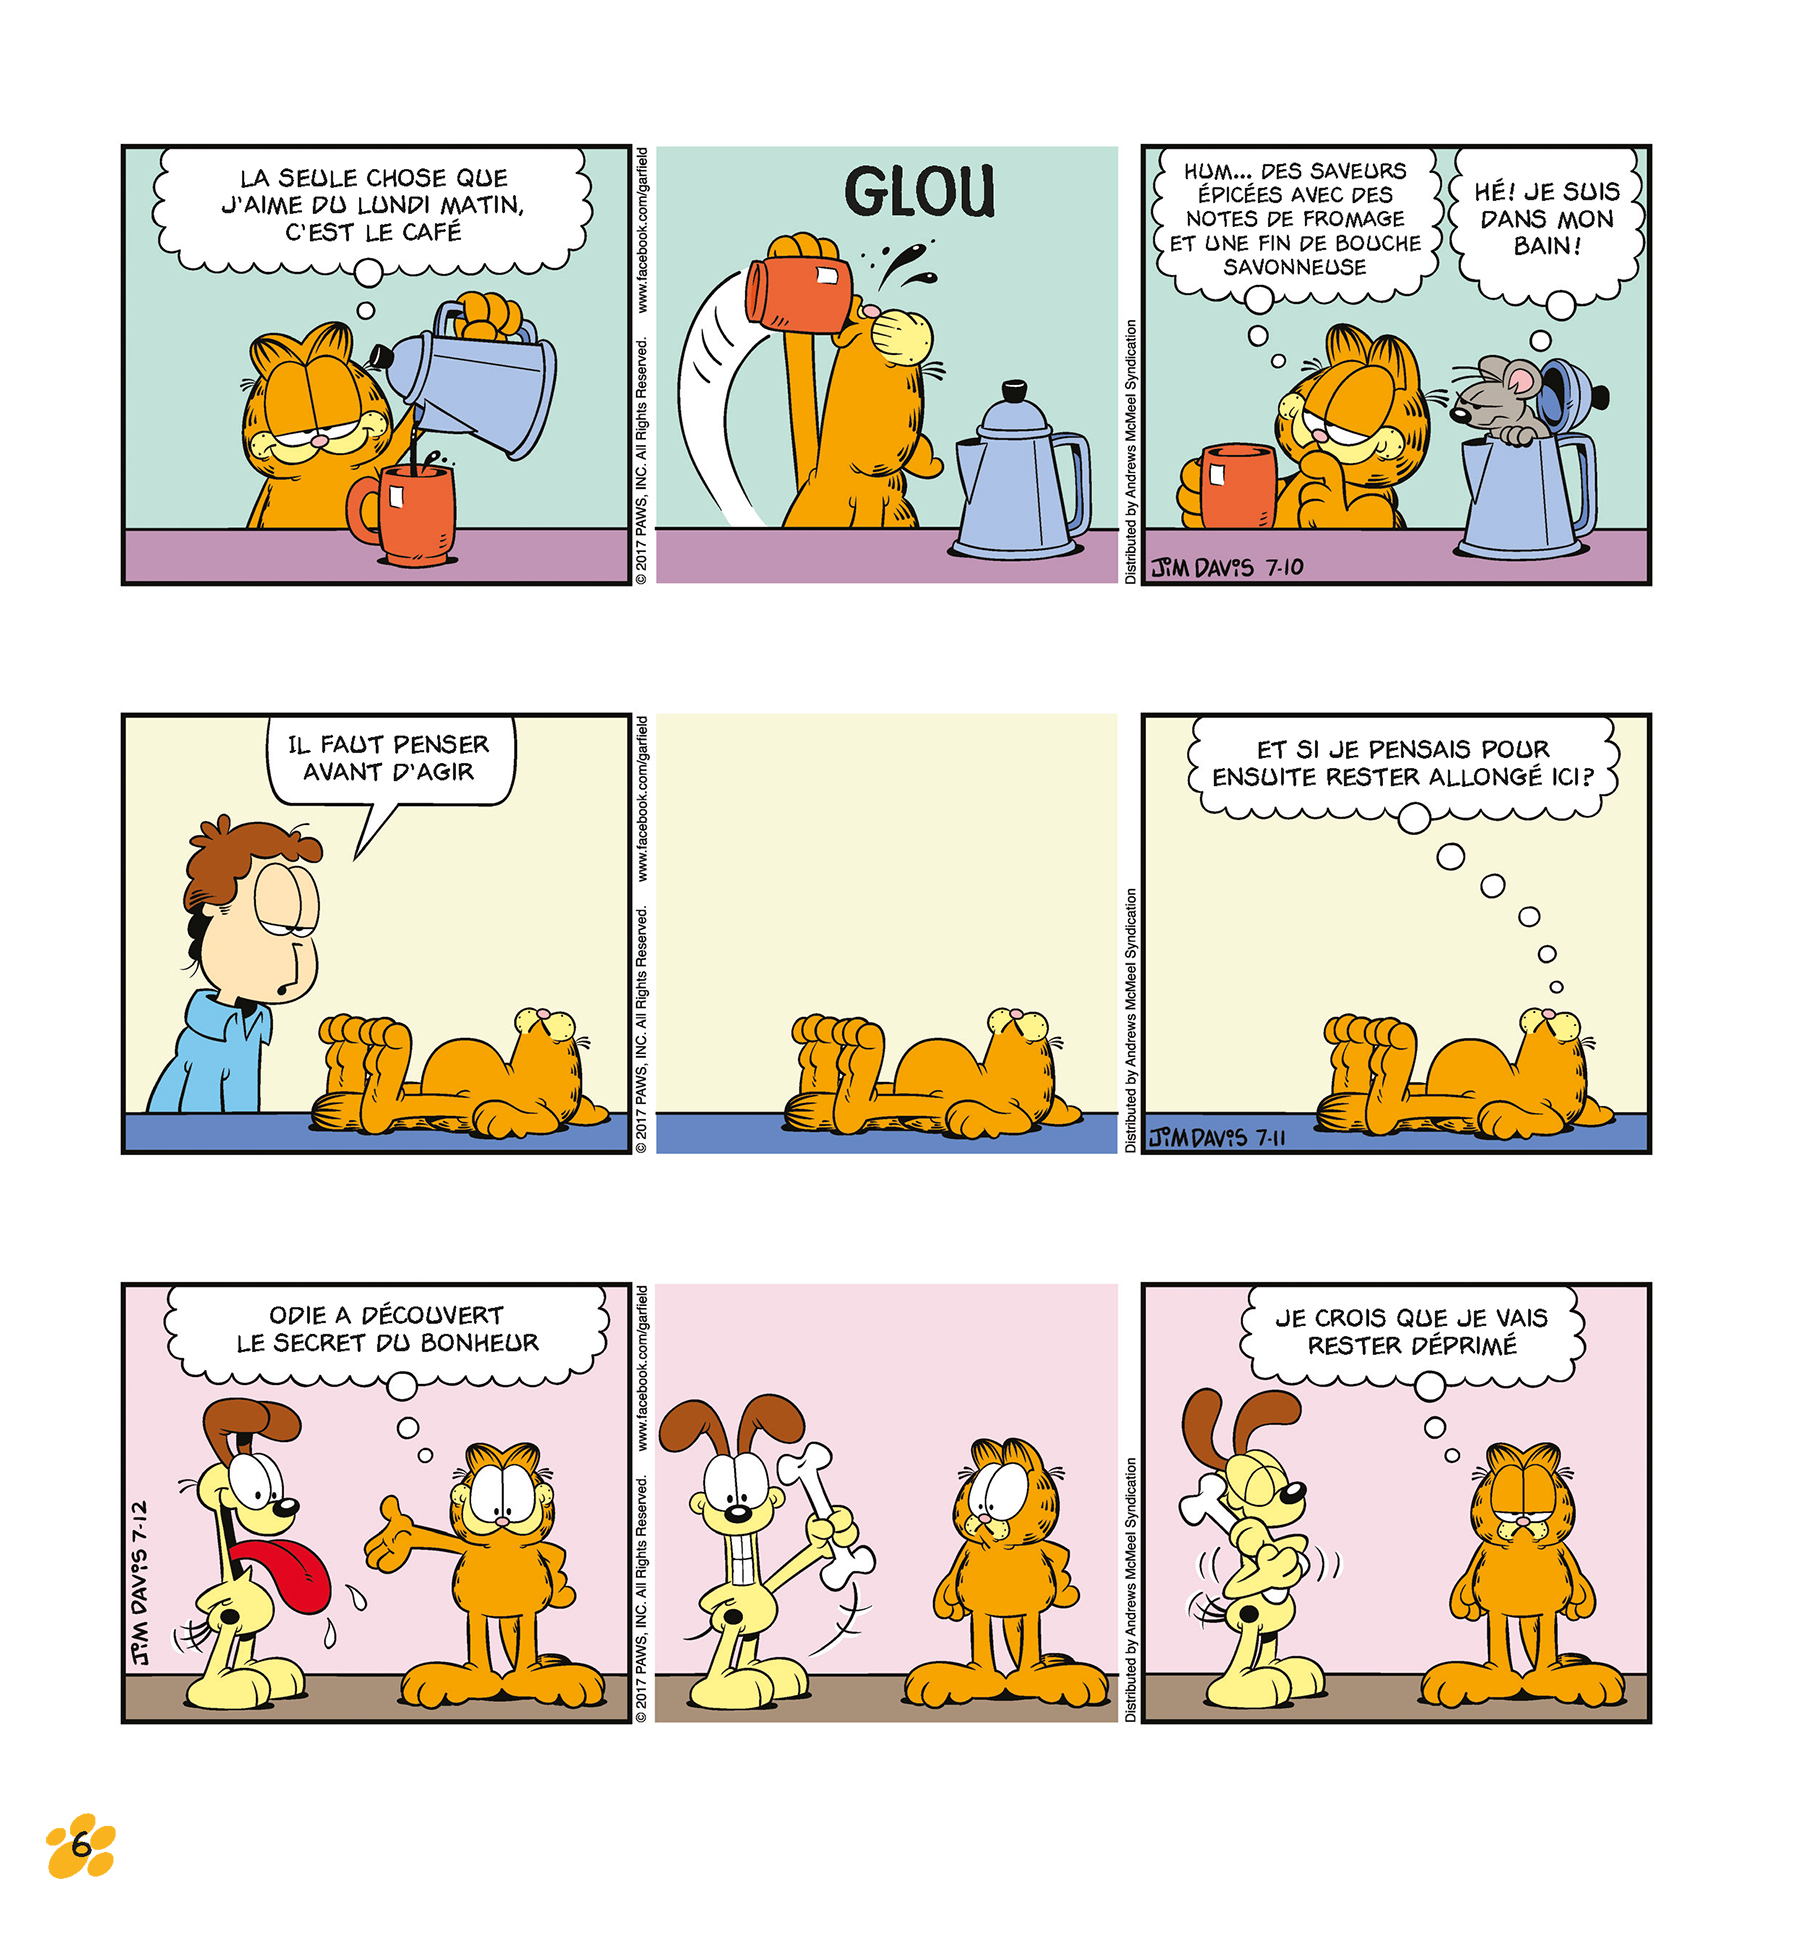 LA SEULE CHOSE QUE
J'AIME DU LUNDI MATIN,
C'EST LE CAFÉ
© 2017 PAWS, INC. All Rights Reserved. www.facebook.com/garfield
GLOU
Distributed by Andrews McMeel Syndication
HUM... DES SAVEURS
ÉPICÉES AVEC DES
NOTES DE FROMAGE
ET UNE FIN DE BOUCHE
SAVONNEUSE
HÉ! JE SUIS
DANS MON
BAIN!
JIM DAVIS 7-10
IL FAUT PENSER
AVANT D'AGIR
© 2017 PAWS, INC. All Rights Reserved. www.facebook.com/garfield
Distributed by Andrews McMeel Syndication
ET SI JE PENSAIS POUR
ENSUITE RESTER ALLONGÉ ICI?
JIM DAVIS 7-11
ODIE A DÉCOUVERT
LE SECRET DU BONHEUR
JIM DAVIS 7-12
© 2017 PAWS, INC. All Rights Reserved. www.facebook.com/garfield
Distributed by Andrews McMeel Syndication
JE CROIS QUE JE VAIS
RESTER DÉPRIMÉ
6